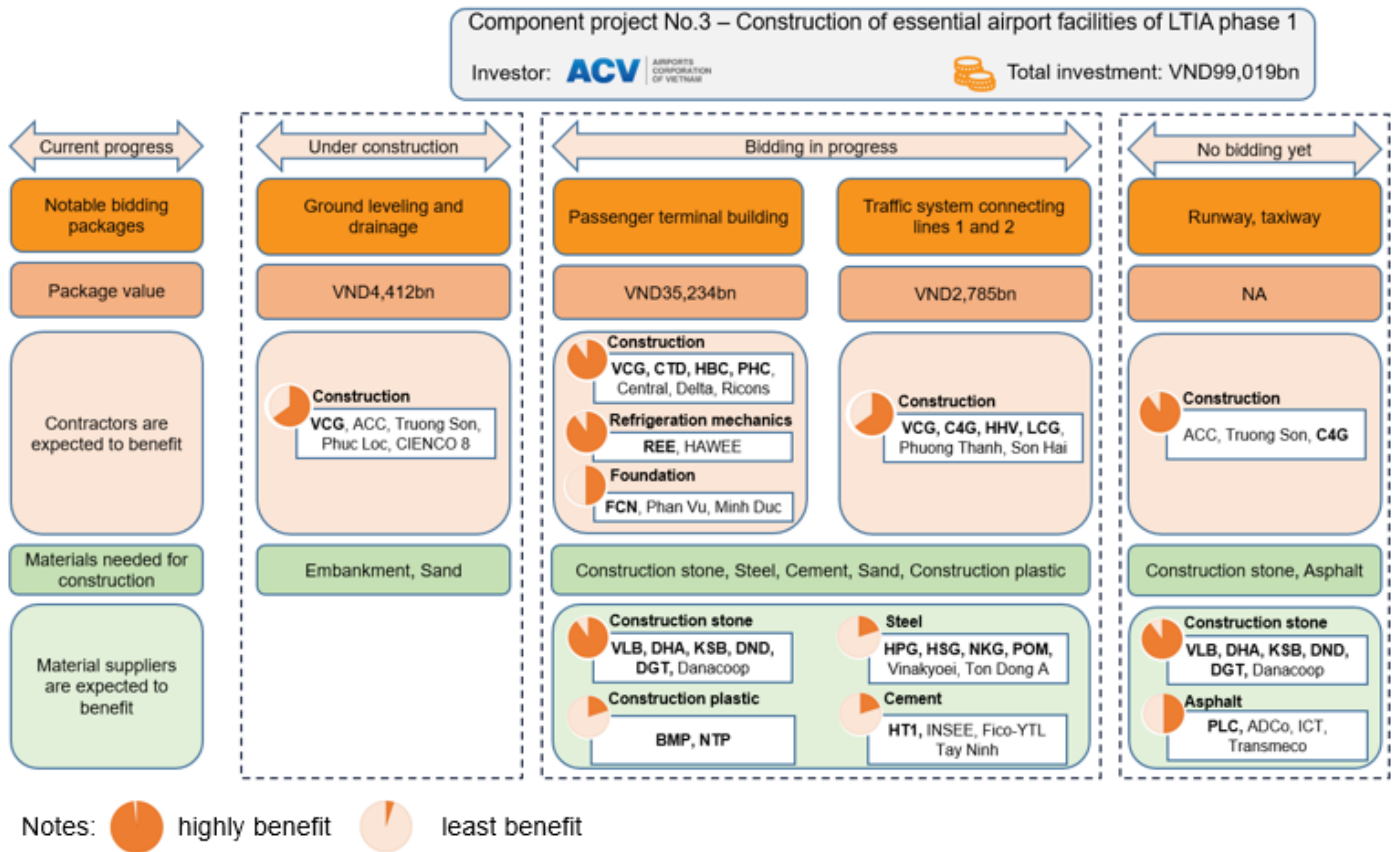 Component project No.3 – Construction of essential airport facilities of LTIA phase 1
Investor: ACV AIRPORTS CORPORATION OF VIETNAM
Total investment: VND99,019bn
Current progress
Under construction
Bidding in progress
No bidding yet
Notable bidding
packages
Ground leveling and
drainage
Passenger terminal building
Traffic system connecting
lines 1 and 2
Runway, taxiway
Package value
VND4,412bn
VND35,234bn
VND2,785bn
NA
Contractors are
expected to benefit
Construction
VCG, ACC, Truong Son,
Phuc Loc, CIENCO 8
Construction
VCG, CTD, HBC, PHC,
Central, Delta, Ricons
Refrigeration mechanics
REE, HAWEE
Foundation
FCN, Phan Vu, Minh Duc
Construction
VCG, C4G, HHV, LCG,
Phuong Thanh, Son Hai
Construction
ACC, Truong Son, C4G
Materials needed for
construction
Embankment, Sand
Construction stone, Steel, Cement, Sand, Construction plastic
Construction stone, Asphalt
Material suppliers
are expected to
benefit
Construction stone
VLB, DHA, KSB, DND,
DGT, Danacoop
Steel
HPG, HSG, NKG, POM,
Vinakyoei, Ton Dong A
Construction plastic
BMP, NTP
Cement
HT1, INSEE, Fico-YTL
Tay Ninh
Construction stone
VLB, DHA, KSB, DND,
DGT, Danacoop
Asphalt
PLC, ADCo, ICT,
Transmeco
Notes: highly benefit least benefit